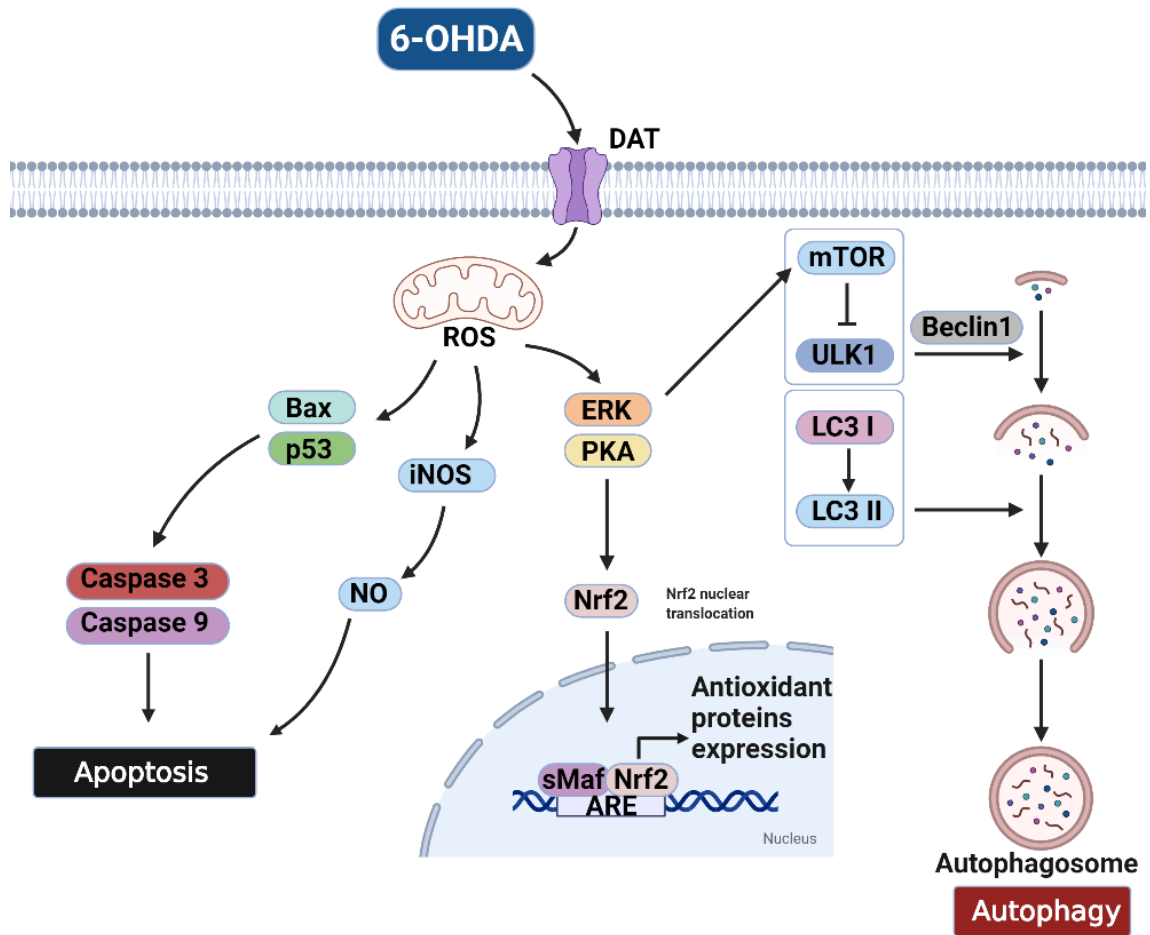 6-OHDA
DAT
mTOR
ROS
Beclin1
ULK1
Bax
ERK
LC3 I
p53
PKA
iNOS
LC3 II
Caspase 3
NO
Nrf2
Nrf2 nuclear
translocation
Caspase 9
Antioxidant
proteins
expression
Apoptosis
sMaf
Nrf2
ARE
Nucleus
Autophagosome
Autophagy